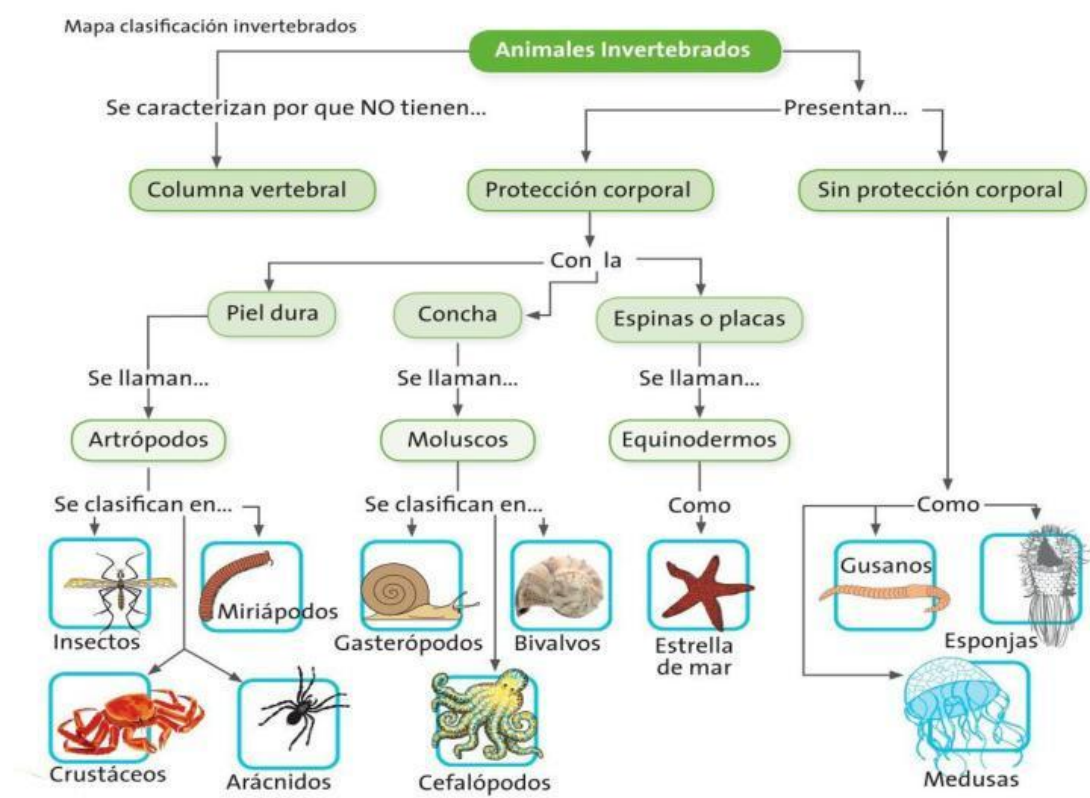 Mapa clasificación invertebrados
Animales Invertebrados
Se caracterizan por que NO tienen...
Presentan...
Columna vertebral
Protección corporal
Sin protección corporal
Con la
Piel dura
Concha
Espinas o placas
Se llaman...
Se llaman...
Se llaman...
Artrópodos
Moluscos
Equinodermos
Se clasifican en...
Se clasifican en...
Como
Como
Insectos
Miriápodos
Gasterópodos
Bivalvos
Estrella
de mar
Gusanos
Esponjas
Crustáceos
Arácnidos
Cefalópodos
Medusas